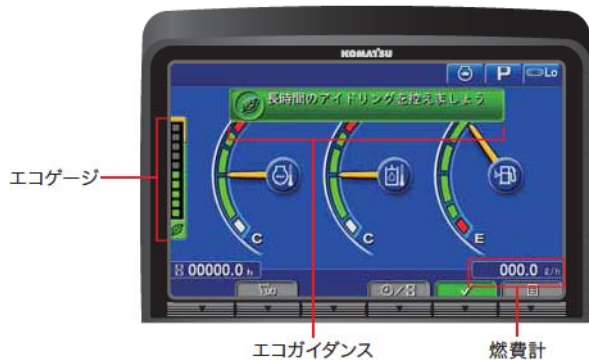 KOMATSU
P
Lo
長時間のアイドリングを控えましょう
エコゲージ
C
C
E
00000.0 h
000.0 ℓ/h
エコガイダンス
燃費計